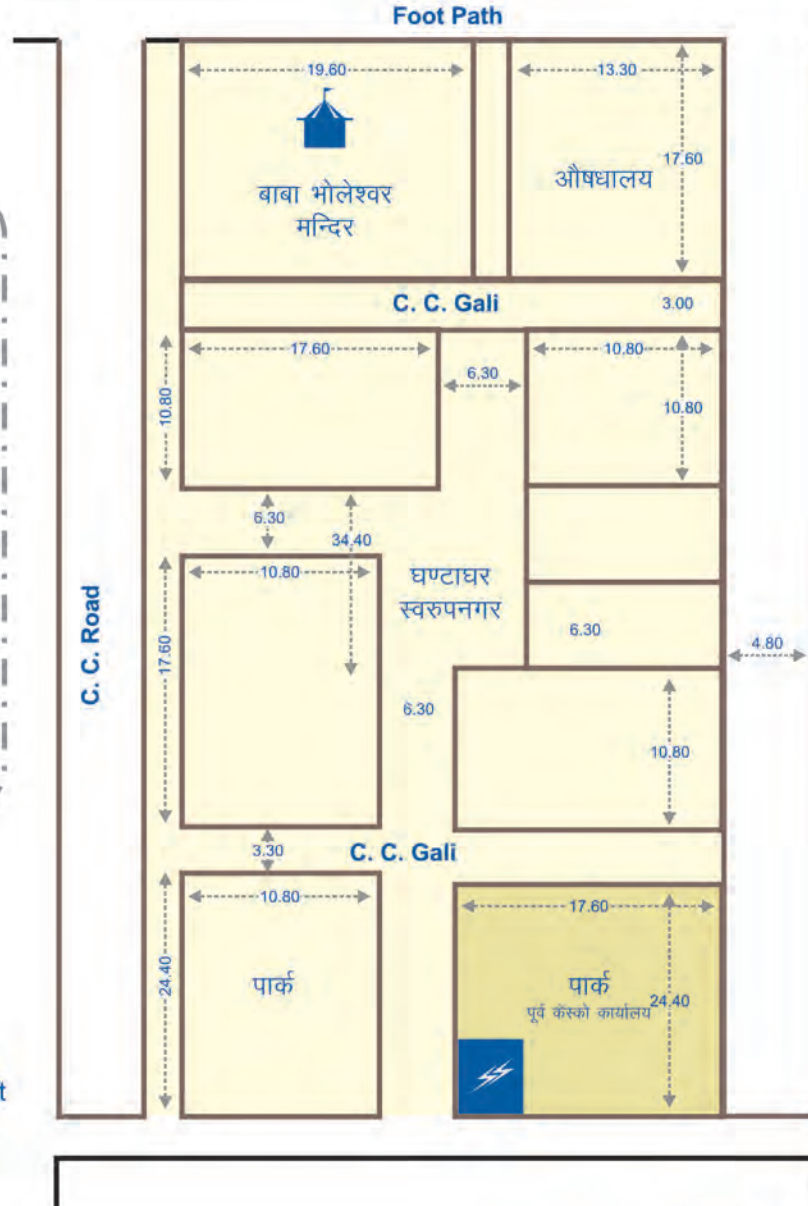 Foot Path
19.60
13.30
17.60
बाबा भोलेश्वर
मन्दिर
औषधालय
C. C. Gali
3.00
17.60
10.80
6.30
10.80
10.80
6.30
34.40
10.80
घण्टाघर
स्वरुपनगर
17.60
C. C. Road
6.30
4.80
6.30
10.80
3.30
C. C. Gali
10.80
17.60
24.40
पार्क
पार्क
पूर्व कॅस्को कार्यालय
24.40
t